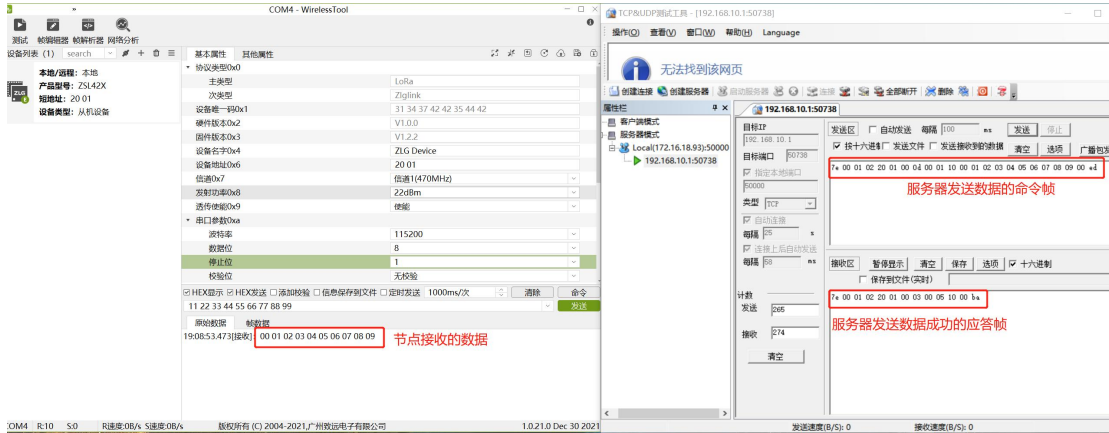 COM4 - WirelessTool
测试 帧编辑器 帧解析器 网络分析
设备列表 (1) search
本地/远程: 本地
产品型号: ZSL42X
短地址: 20 01
设备类型: 从机设备
ZLG
基本属性 其他属性
协议类型0x0
主类型 LoRa
次类型 Ziglink
设备唯一码0x1 31 34 37 42 42 35 44 42
硬件版本0x2 V1.0.0
固件版本0x3 V1.2.2
设备名字0x4 ZLG Device
设备地址0x6 20 01
信道0x7 信道1(470MHz)
发射功率0x8 22dBm
透传使能0x9 使能
串口参数0xa
波特率 115200
数据位 8
停止位 1
校验位 无校验
HEX显示 HEX发送 添加校验 信息保存到文件 定时发送 1000ms/次 清除 命令
11 22 33 44 55 66 77 88 99 发送
原始数据 帧数据
19:08:53.473[接收] 00 01 02 03 04 05 06 07 08 09 节点接收的数据
COM4 R:10 S:0 R速度:0B/s S速度:0B/s 版权所有 (C) 2004-2021,广州致远电子有限公司 1.0.21.0 Dec 30 2021
TCP&UDP测试工具 - [192.168.10.1:50738]
操作(O) 查看(V) 窗口(W) 帮助(H) Language
无法找到该网页
创建连接 创建服务器 启动服务器 连接 全部断开 删除
属性栏
客户端模式
服务器模式
Local(172.16.18.93):50000
192.168.10.1:50738
192.168.10.1:50738
目标IP
192.168.10.1
目标端口 50738
指定本地端口
50000
类型 TCP
自动连接
每隔 25 s
连接上后自动发送
每隔 58 ms
计数
发送 265
接收 274
清空
发送区 自动发送 每隔 100 ms 发送 停止
按十六进制 发送文件 发送接收到的数据 清空 选项 广播包发
7e 00 01 02 20 01 00 0d 00 01 10 00 01 02 03 04 05 06 07 08 09 00 ed
服务器发送数据的命令帧
接收区 暂停显示 清空 保存 选项 十六进制
保存到文件(实时)
7e 00 01 02 20 01 00 03 00 05 10 00 ba
服务器发送数据成功的应答帧
发送速度(B/S): 0 接收速度(B/S): 0